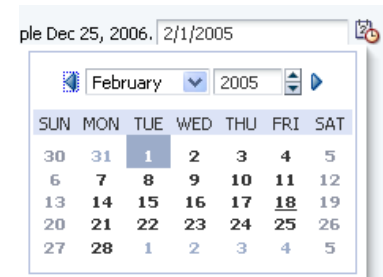 ple Dec 25, 2006. 2/1/2005
February 2005
SUN MON TUE WED THU FRI SAT
30 31 1 2 3 4 5
6 7 8 9 10 11 12
13 14 15 16 17 18 19
20 21 22 23 24 25 26
27 28 1 2 3 4 5